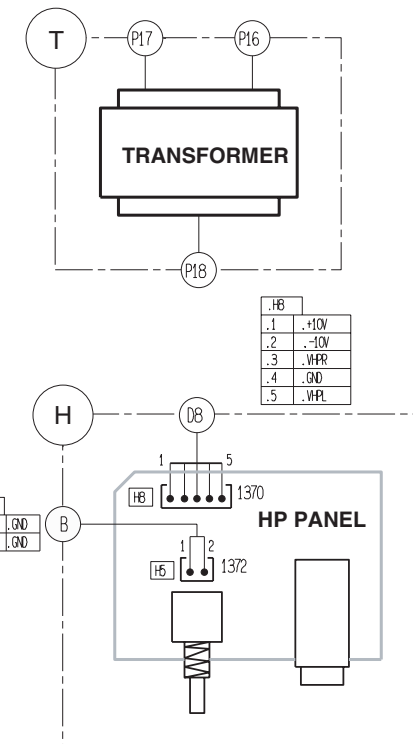 T
P17
P16
TRANSFORMER
P18
.H8
.1 .+10V
.2 .-10V
.3 .VHPR
.4 .GND
.5 .VHPL
H
D8
1 5
H8 1370
HP PANEL
.GND
.GND
B
1 2
H5 1372